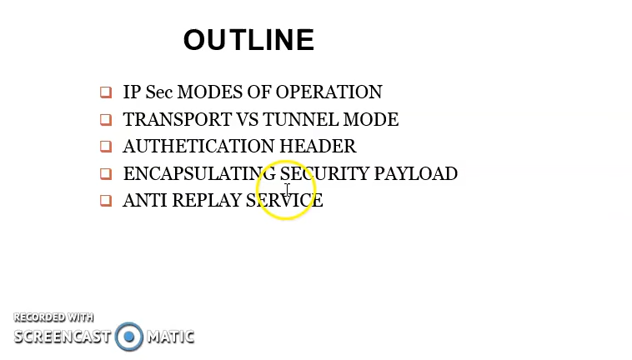 OUTLINE
IP Sec MODES OF OPERATION
TRANSPORT VS TUNNEL MODE
AUTHETICATION HEADER
ENCAPSULATING SECURITY PAYLOAD
ANTI REPLAY SERVICE
RECORDED WITH
SCREENCAST MATIC